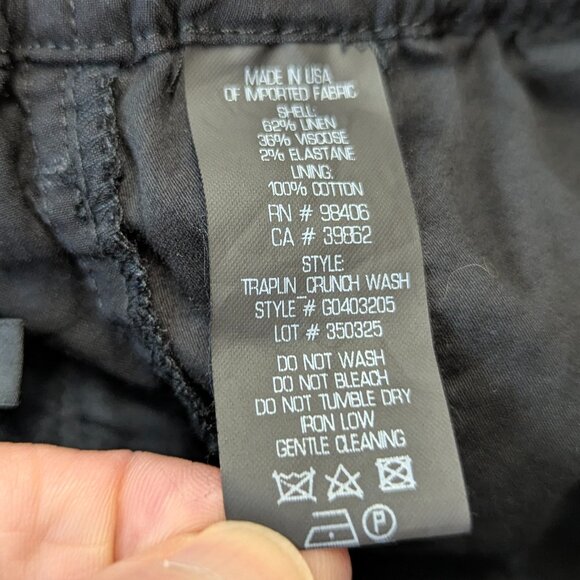 MADE IN USA
OF IMPORTED FABRIC
SHELL:
62% LINEN
36% VISCOSE
2% ELASTANE
LINING:
100% COTTON
RN # 98406
CA # 39862
STYLE:
TRAPLIN_CRUNCH WASH
STYLE # G0403205
LOT # 350325
DO NOT WASH
DO NOT BLEACH
DO NOT TUMBLE DRY
IRON LOW
GENTLE CLEANING
P